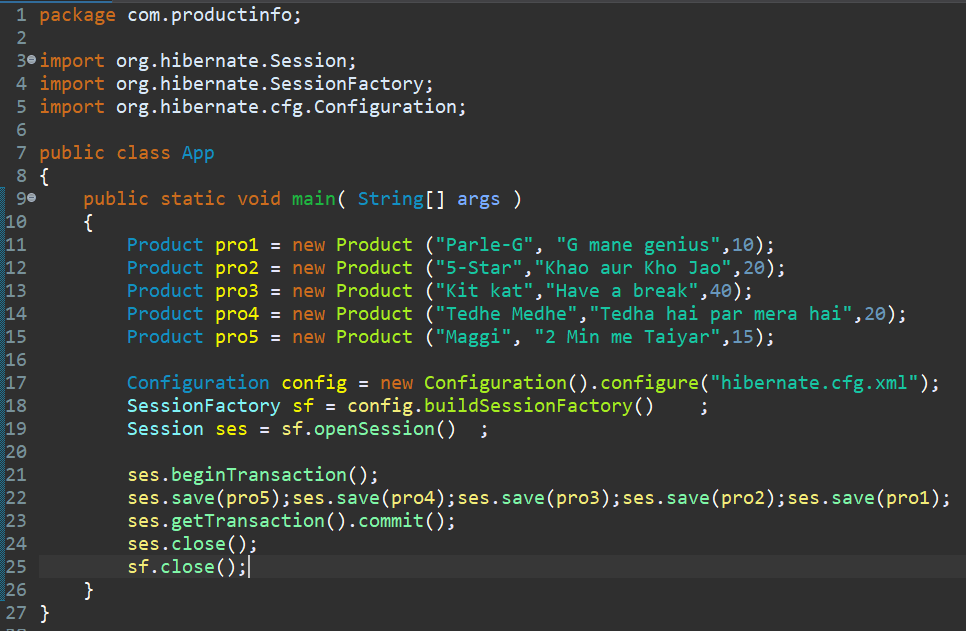 1 package com.productinfo;
2
3 import org.hibernate.Session;
4 import org.hibernate.SessionFactory;
5 import org.hibernate.cfg.Configuration;
6
7 public class App
8 {
9     public static void main( String[] args )
10     {
11         Product pro1 = new Product ("Parle-G", "G mane genius",10);
12         Product pro2 = new Product ("5-Star","Khao aur Kho Jao",20);
13         Product pro3 = new Product ("Kit kat","Have a break",40);
14         Product pro4 = new Product ("Tedhe Medhe","Tedha hai par mera hai",20);
15         Product pro5 = new Product ("Maggi", "2 Min me Taiyar",15);
16
17         Configuration config = new Configuration().configure("hibernate.cfg.xml");
18         SessionFactory sf = config.buildSessionFactory()    ;
19         Session ses = sf.openSession()  ;
20
21         ses.beginTransaction();
22         ses.save(pro5);ses.save(pro4);ses.save(pro3);ses.save(pro2);ses.save(pro1);
23         ses.getTransaction().commit();
24         ses.close();
25         sf.close();
26     }
27 }